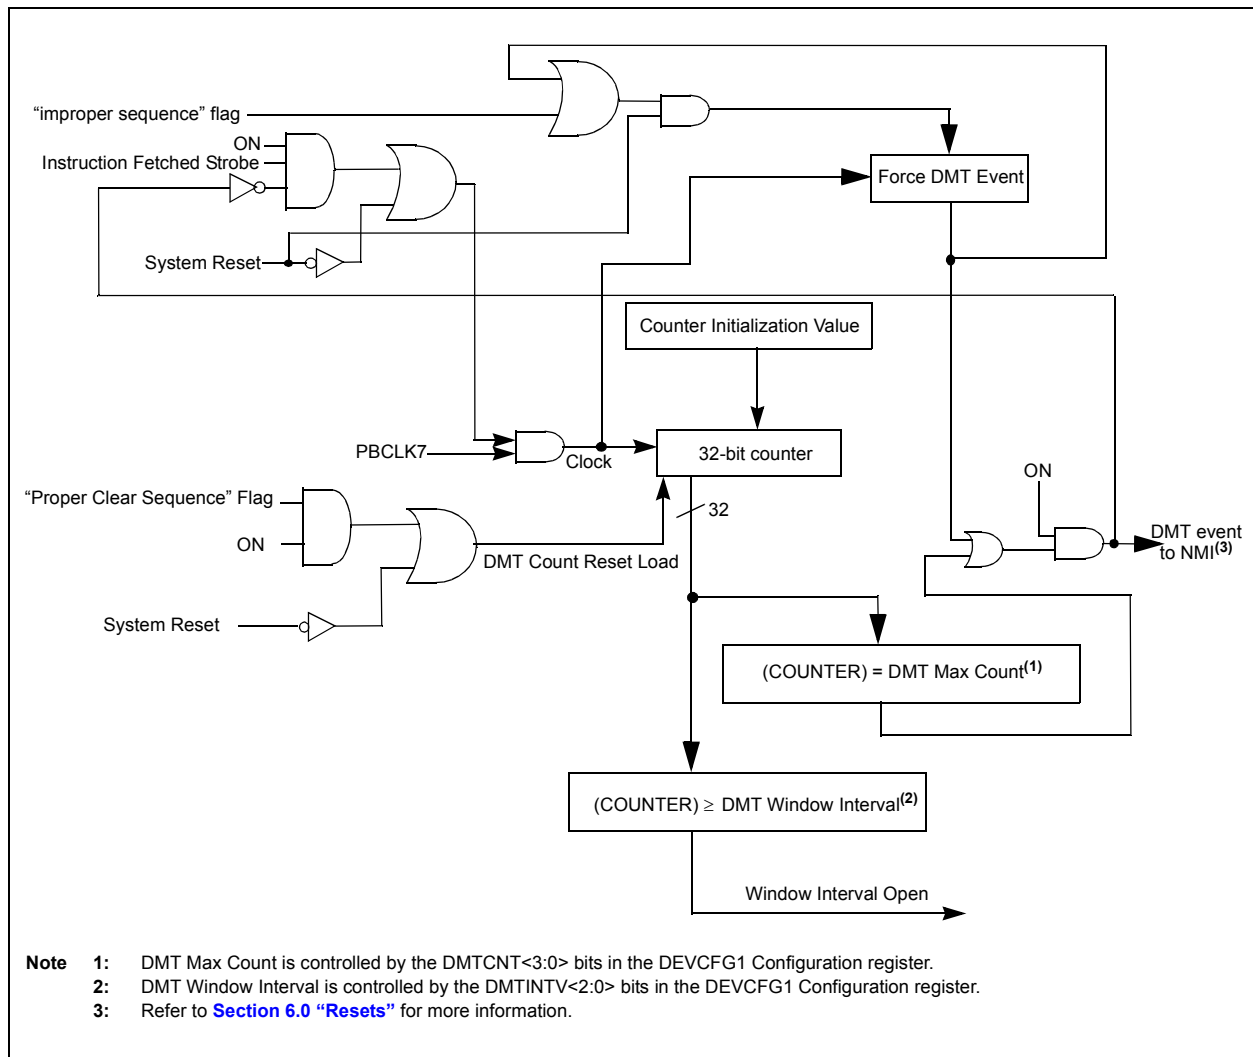 “improper sequence” flag
ON
Instruction Fetched Strobe
Force DMT Event
System Reset
Counter Initialization Value
PBCLK7
Clock
32-bit counter
“Proper Clear Sequence” Flag
32
ON
ON
DMT event
to NMI(3)
DMT Count Reset Load
System Reset
(COUNTER) = DMT Max Count(1)
(COUNTER) ≥ DMT Window Interval(2)
Window Interval Open
Note 1: DMT Max Count is controlled by the DMTCNT<3:0> bits in the DEVCFG1 Configuration register.
2: DMT Window Interval is controlled by the DMTINTV<2:0> bits in the DEVCFG1 Configuration register.
3: Refer to Section 6.0 “Resets” for more information.